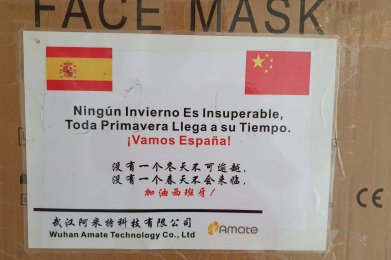 FACE MASK
Ningún Invierno Es Insuperable,
Toda Primavera Llega a su Tiempo.
¡Vamos España!
没有一个冬天不可逾越,
没有一个春天不会来临,
加油西班牙!
武汉阿米特科技有限公司
Wuhan Amate Technology Co., Ltd
Amate
CE